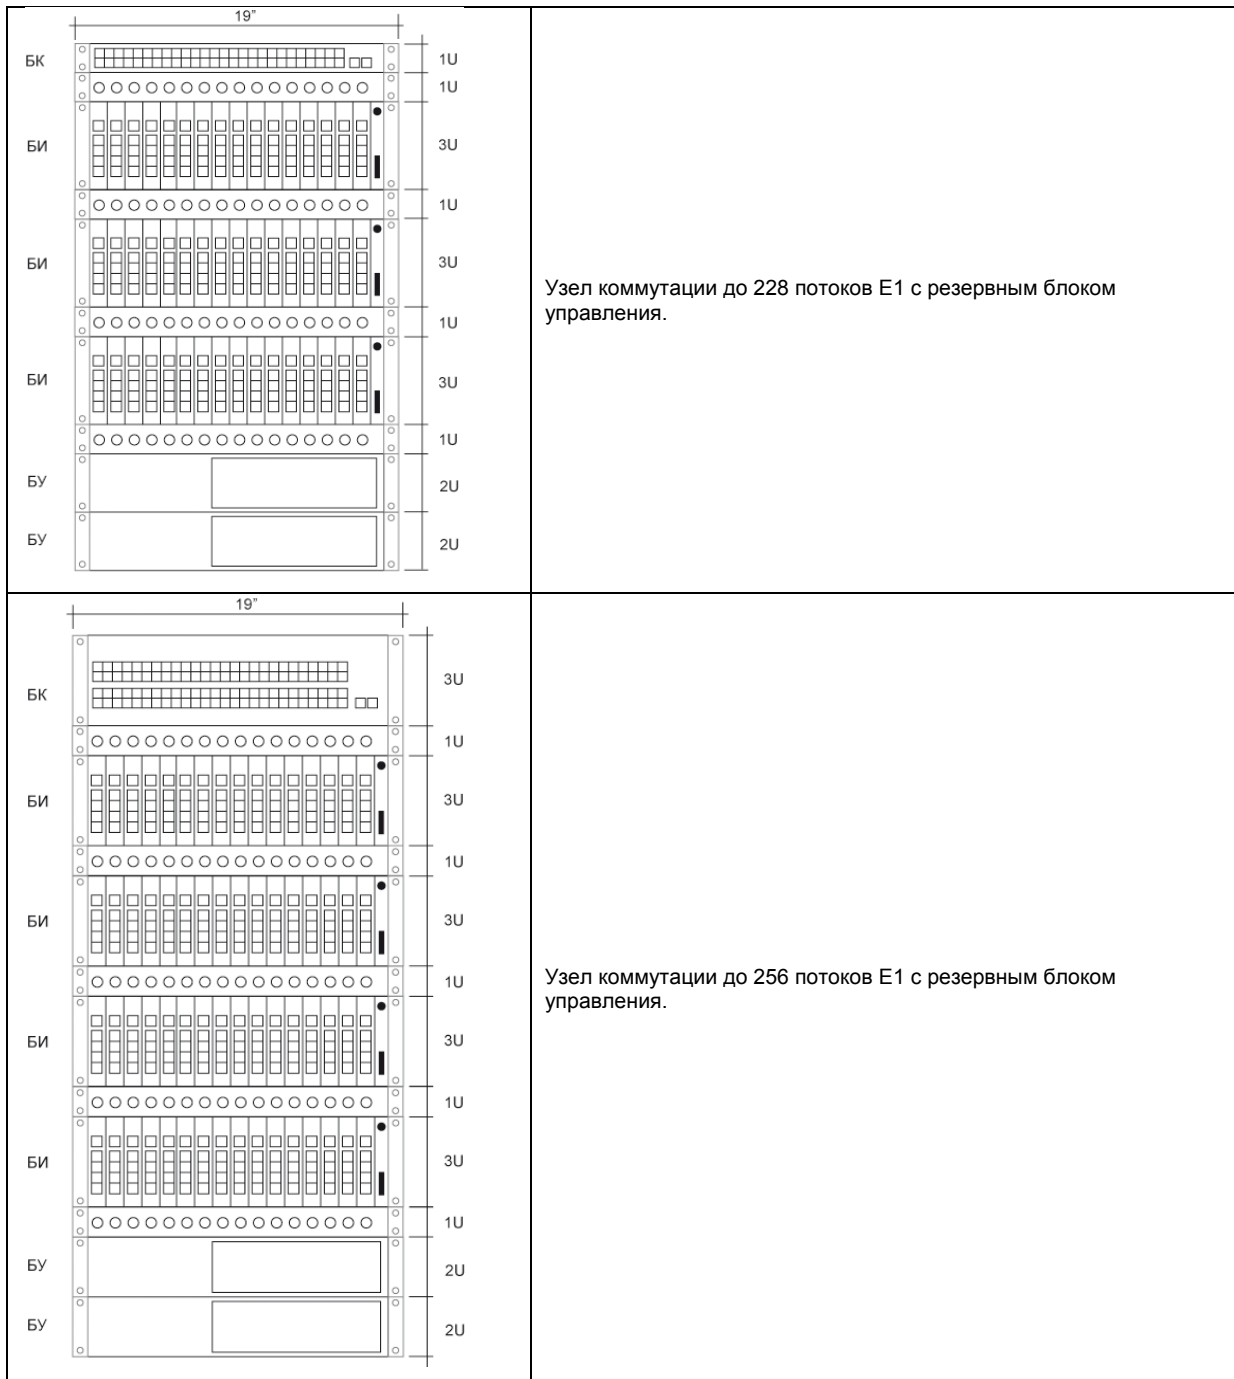 19”
БК 1U
1U
БИ 3U
1U
БИ 3U
1U
БИ 3U
1U
БУ 2U
БУ 2U
Узел коммутации до 228 потоков Е1 с резервным блоком
управления.
19”
БК 3U
1U
БИ 3U
1U
БИ 3U
1U
БИ 3U
1U
БИ 3U
1U
БУ 2U
БУ 2U
Узел коммутации до 256 потоков Е1 с резервным блоком
управления.